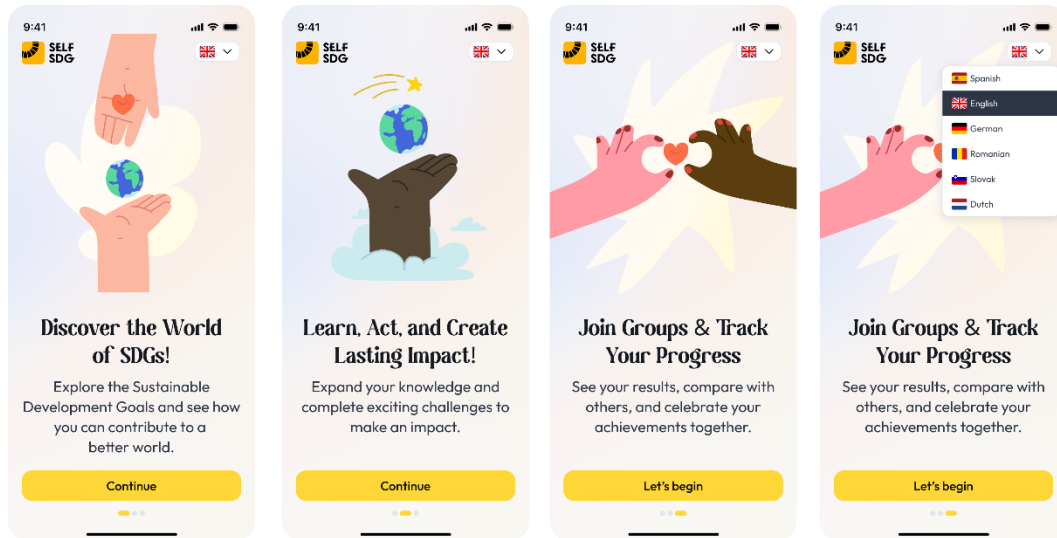 9:41
SELF
SDG
Discover the World
of SDGs!
Explore the Sustainable
Development Goals and see how
you can contribute to a
better world.
Continue
9:41
SELF
SDG
Learn, Act, and Create
Lasting Impact!
Expand your knowledge and
complete exciting challenges to
make an impact.
Continue
9:41
SELF
SDG
Join Groups & Track
Your Progress
See your results, compare with
others, and celebrate your
achievements together.
Let's begin
9:41
SELF
SDG
Spanish
English
German
Romanian
Slovak
Dutch
Join Groups & Track
Your Progress
See your results, compare with
others, and celebrate your
achievements together.
Let's begin